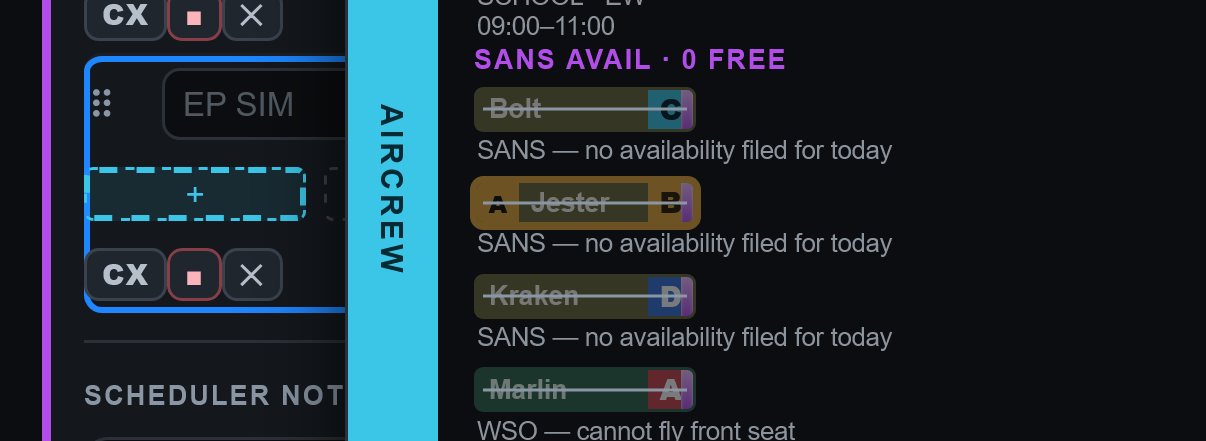 CX
EP SIM
+
CX
SCHEDULER NOT
AIRCREW
09:00–11:00
SANS AVAIL · 0 FREE
Bolt C
SANS — no availability filed for today
A Jester B
SANS — no availability filed for today
Kraken D
SANS — no availability filed for today
Marlin A
WSO — cannot fly front seat